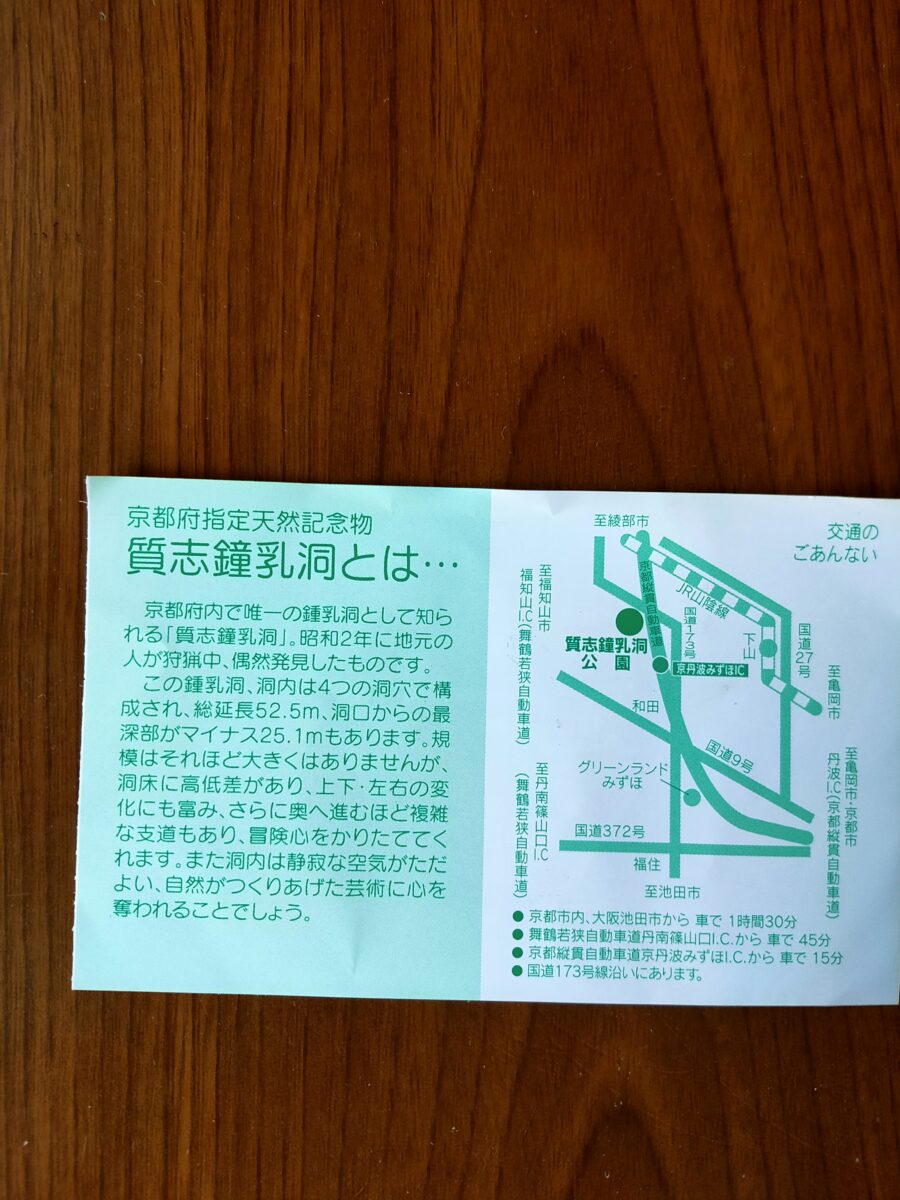 京都府指定天然記念物
質志鐘乳洞とは…
京都府内で唯一の鍾乳洞として知ら
れる「質志鐘乳洞」。昭和2年に地元の
人が狩猟中、偶然発見したものです。
この鐘乳洞、洞内は4つの洞穴で構
成され、総延長52.5m、洞口からの最
深部がマイナス25.1mもあります。規
模はそれほど大きくはありませんが、
洞床に高低差があり、上下・左右の変
化にも富み、さらに奥へ進むほど複雑
な支道もあり、冒険心をかりたててく
れます。また洞内は静寂な空気がただ
よい、自然がつくりあげた芸術に心を
奪われることでしょう。
交通の
ごあんない
至綾部市
京都縦貫自動車道
JR山陰線
国道173号
下山
国道27号
至亀岡市
至福知山市
福知山I.C(舞鶴若狭自動車道)
質志鐘乳洞
公園
京丹波みずほIC
和田
国道9号
グリーンランド
みずほ
至亀岡市・京都市
丹波I.C(京都縦貫自動車道)
至丹南篠山口I.C
(舞鶴若狭自動車道)
国道372号
福住
至池田市
●京都市内、大阪池田市から 車で 1時間30分
●舞鶴若狭自動車道丹南篠山口I.C.から 車で 45分
●京都縦貫自動車道京丹波みずほI.C.から 車で 15分
●国道173号線沿いにあります。